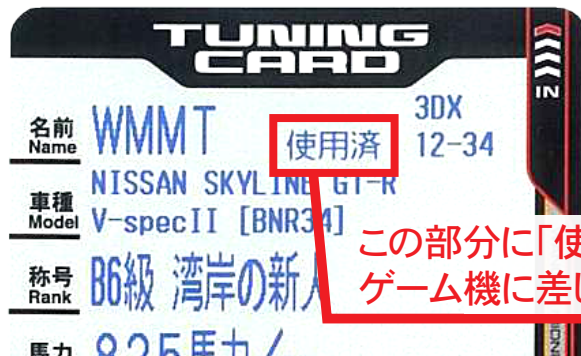 TUNING
CARD
IN
名前 WMMT 3DX
Name 使用済 12-34
車種 NISSAN SKYLINE GT-R
Model V-specII [BNR34]
この部分に「使
称号 B6級 湾岸の新人
Rank
ゲーム機に差し
馬力 825馬力/